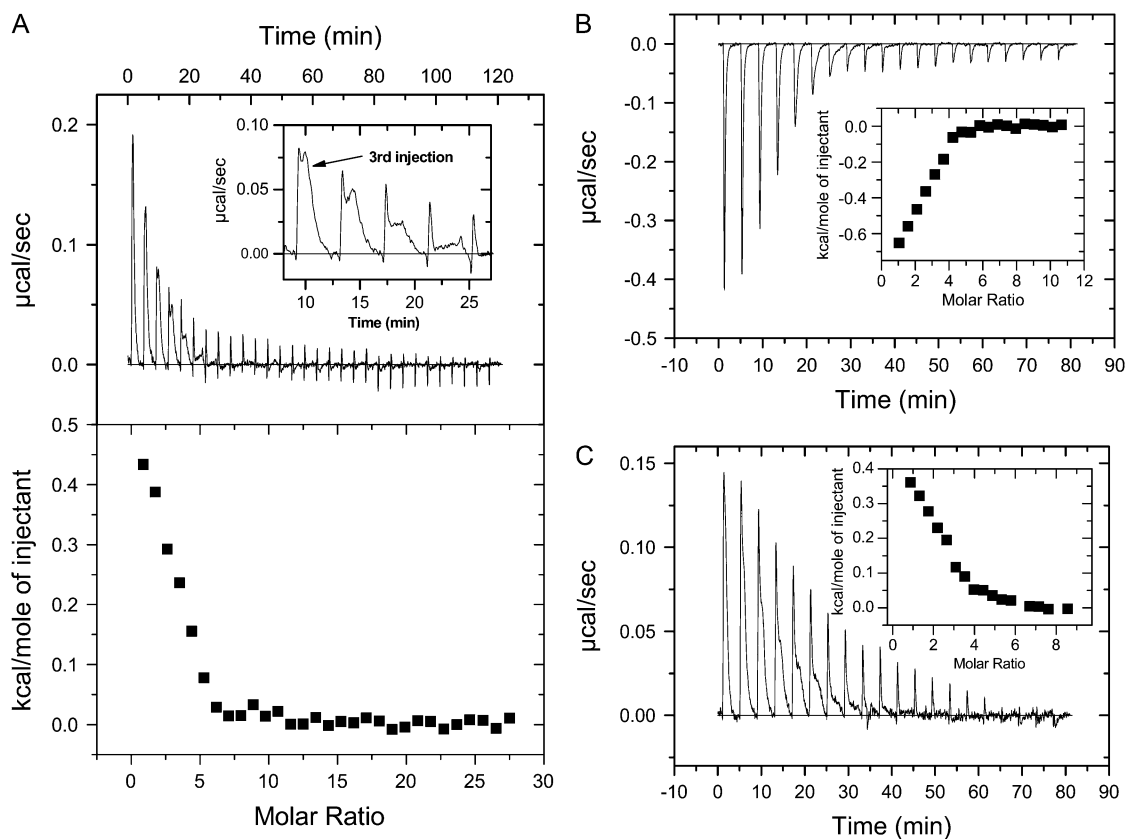 A
Time (min)
0 20 40 60 80 100 120
0.2
0.1
0.0
µcal/sec
0.10
0.05
0.00
µcal/sec
3rd injection
10 15 20 25
Time (min)
0.5
0.4
0.3
0.2
0.1
0.0
kcal/mole of injectant
0 5 10 15 20 25 30
Molar Ratio
B
0.0
-0.1
-0.2
-0.3
-0.4
-0.5
µcal/sec
0.0
-0.2
-0.4
-0.6
kcal/mole of injectant
0 2 4 6 8 10 12
Molar Ratio
-10 0 10 20 30 40 50 60 70 80 90
Time (min)
C
0.15
0.10
0.05
0.00
µcal/sec
0.4
0.3
0.2
0.1
0.0
kcal/mole of injectant
0 2 4 6 8
Molar Ratio
-10 0 10 20 30 40 50 60 70 80 90
Time (min)